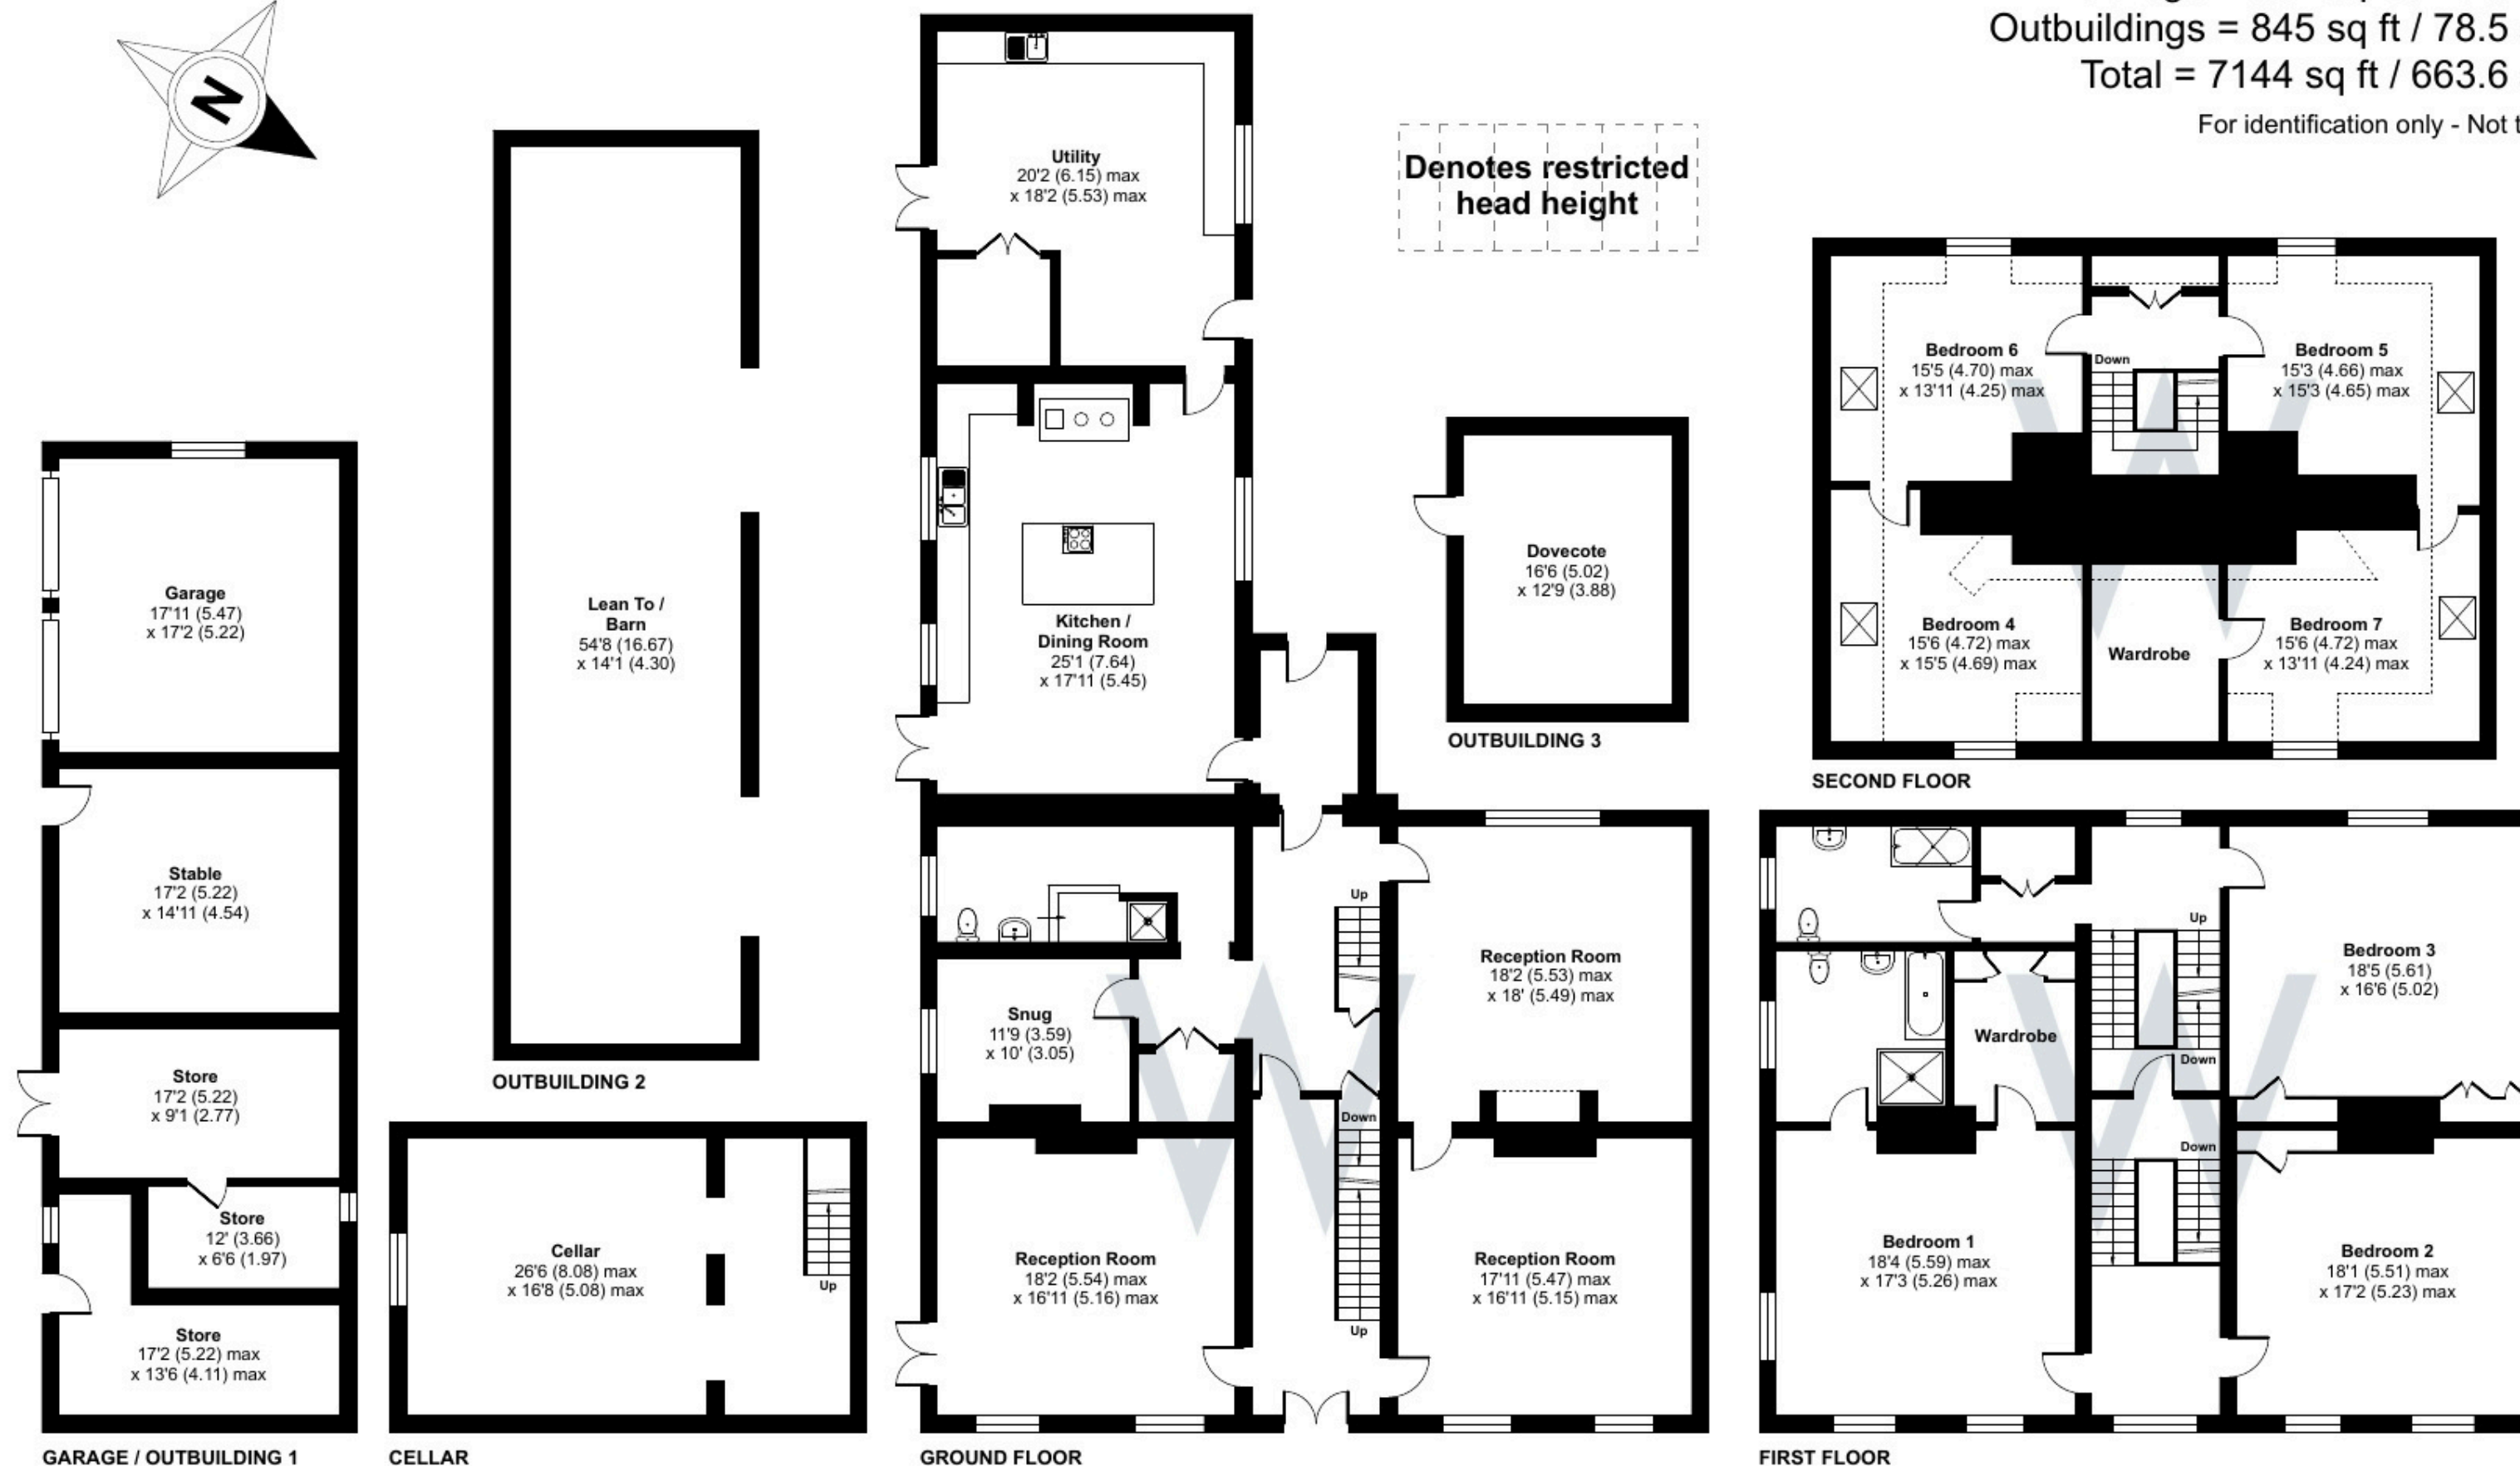 Outbuildings = 845 sq ft / 78.5
Total = 7144 sq ft / 663.6
For identification only - Not
N
Denotes restricted
head height
Utility
20'2 (6.15) max
x 18'2 (5.53) max
Kitchen /
Dining Room
25'1 (7.64)
x 17'11 (5.45)
Lean To /
Barn
54'8 (16.67)
x 14'1 (4.30)
OUTBUILDING 2
Dovecote
16'6 (5.02)
x 12'9 (3.88)
OUTBUILDING 3
Bedroom 6
15'5 (4.70) max
x 13'11 (4.25) max
Down
Bedroom 5
15'3 (4.66) max
x 15'3 (4.65) max
Bedroom 4
15'6 (4.72) max
x 15'5 (4.69) max
Wardrobe
Bedroom 7
15'6 (4.72) max
x 13'11 (4.24) max
SECOND FLOOR
Garage
17'11 (5.47)
x 17'2 (5.22)
Stable
17'2 (5.22)
x 14'11 (4.54)
Store
17'2 (5.22)
x 9'1 (2.77)
Store
12' (3.66)
x 6'6 (1.97)
Store
17'2 (5.22) max
x 13'6 (4.11) max
GARAGE / OUTBUILDING 1
Cellar
26'6 (8.08) max
x 16'8 (5.08) max
Up
CELLAR
Up
Reception Room
18'2 (5.53) max
x 18' (5.49) max
Snug
11'9 (3.59)
x 10' (3.05)
Down
Reception Room
18'2 (5.54) max
x 16'11 (5.16) max
Reception Room
17'11 (5.47) max
x 16'11 (5.15) max
Up
GROUND FLOOR
W
Up
Bedroom 3
18'5 (5.61)
x 16'6 (5.02)
Wardrobe
Down
Down
Bedroom 1
18'4 (5.59) max
x 17'3 (5.26) max
Bedroom 2
18'1 (5.51) max
x 17'2 (5.23) max
FIRST FLOOR
W
W